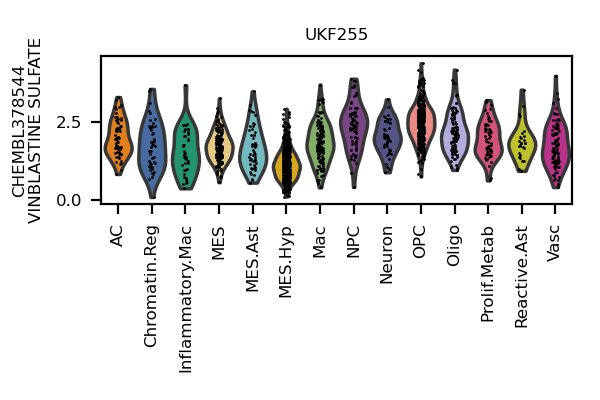 UKF255
CHEMBL378544
VINBLASTINE SULFATE
2.5
0.0
AC
Chromatin.Reg
Inflammatory.Mac
MES
MES.Ast
MES.Hyp
Mac
NPC
Neuron
OPC
Oligo
Prolif.Metab
Reactive.Ast
Vasc